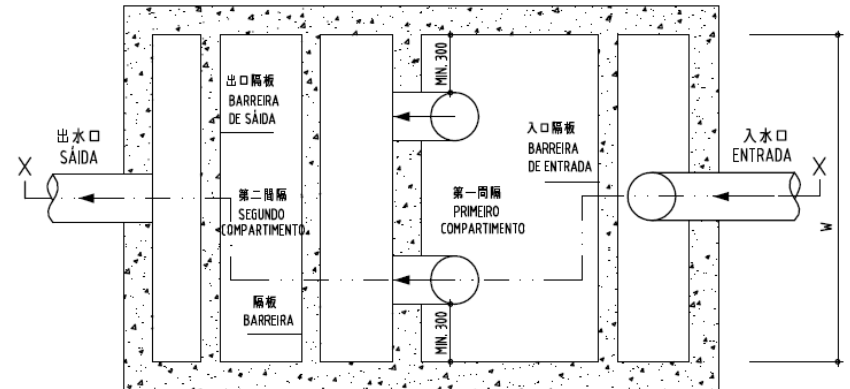 出水口
SÁIDA
X
出口隔板
BARREIRA
DE SÁIDA
第二間隔
SEGUNDO
COMPARTIMENTO
隔板
BARREIRA
MIN. 300
第一間隔
PRIMEIRO
COMPARTIMENTO
MIN. 300
入口隔板
BARREIRA
DE ENTRADA
入水口
ENTRADA
X
W